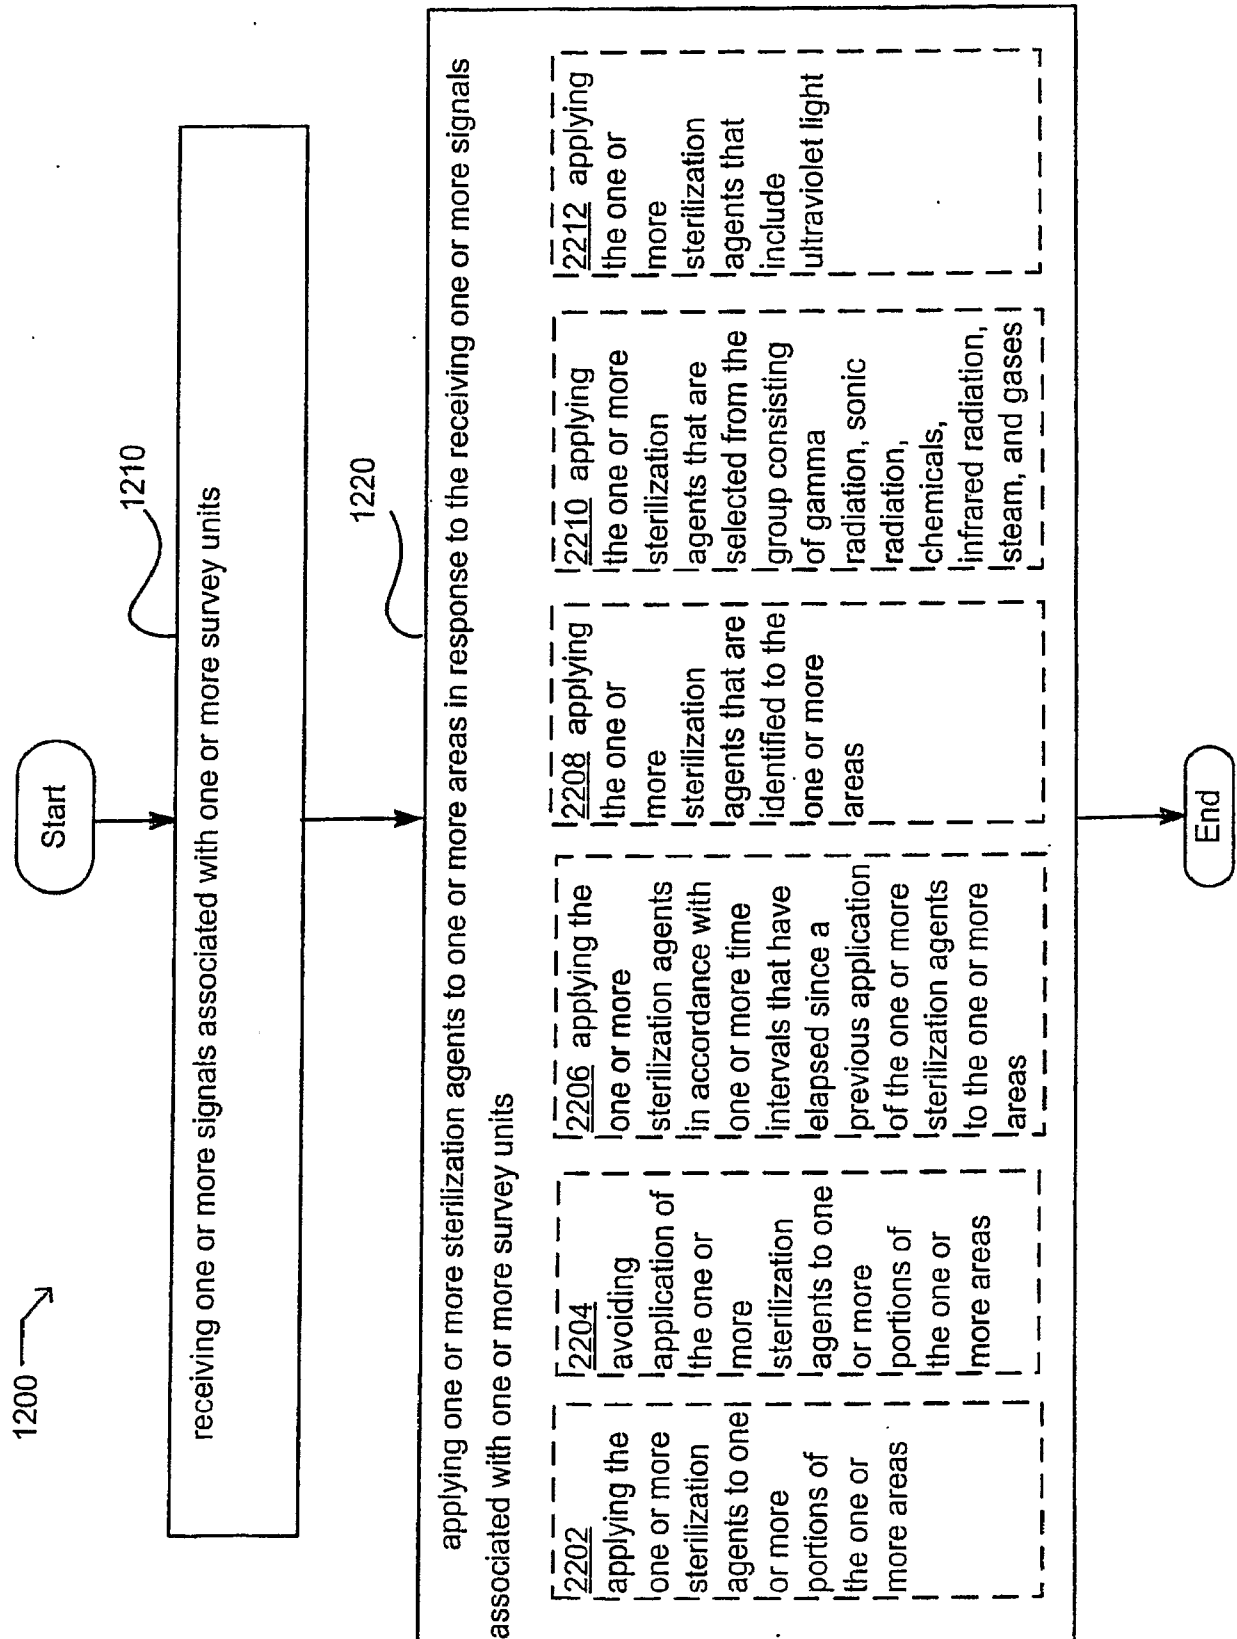 1200
Start
1210
receiving one or more signals associated with one or more survey units
1220
applying one or more sterilization agents to one or more areas in response to the receiving one or more signals
associated with one or more survey units
2202
applying the
one or more
sterilization
agents to one
or more
portions of
the one or
more areas
2204
avoiding
application of
the one or
more
sterilization
agents to one
or more
portions of
the one or
more areas
2206 applying the
one or more
sterilization agents
in accordance with
one or more time
intervals that have
elapsed since a
previous application
of the one or more
sterilization agents
to the one or more
areas
2208 applying
the one or
more
sterilization
agents that are
identified to the
one or more
areas
2210 applying
the one or more
sterilization
agents that are
selected from the
group consisting
of gamma
radiation, sonic
radiation,
chemicals,
infrared radiation,
steam, and gases
2212 applying
the one or
more
sterilization
agents that
include
ultraviolet light
End